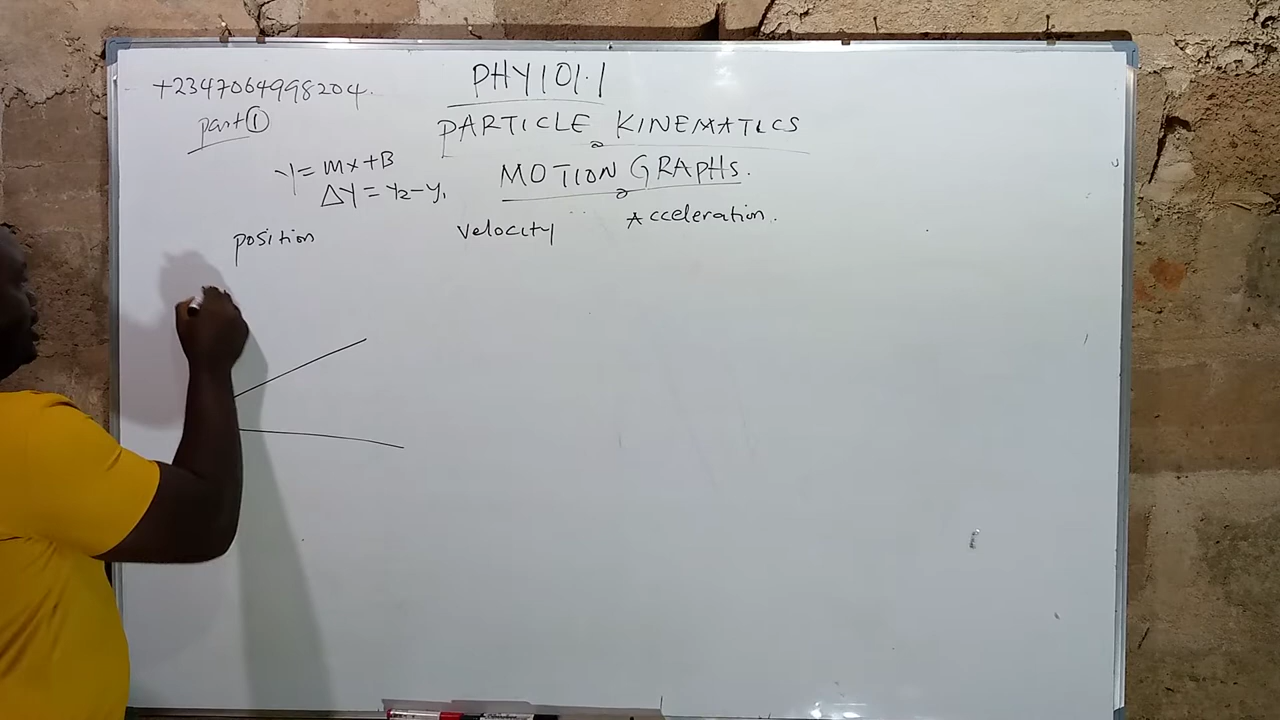 +2347064998204.
part ①
PHY101.1
PARTICLE KINEMATICS
MOTION GRAPHS.
Y = MX+B
ΔY = Y₂-Y₁
position
velocity
Acceleration.